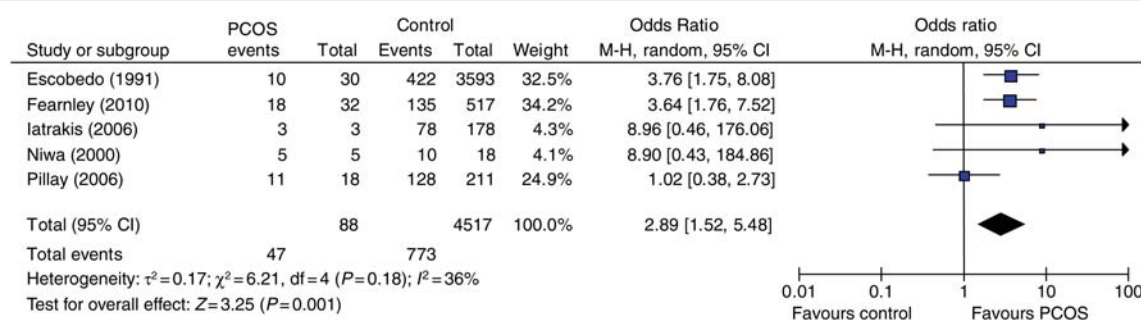 PCOS Control Odds Ratio Odds ratio
Study or subgroup events Total Events Total Weight M-H, random, 95% CI M-H, random, 95% CI
Escobedo (1991) 10 30 422 3593 32.5% 3.76 [1.75, 8.08]
Fearnley (2010) 18 32 135 517 34.2% 3.64 [1.76, 7.52]
Iatrakis (2006) 3 3 78 178 4.3% 8.96 [0.46, 176.06]
Niwa (2000) 5 5 10 18 4.1% 8.90 [0.43, 184.86]
Pillay (2006) 11 18 128 211 24.9% 1.02 [0.38, 2.73]
Total (95% CI) 88 4517 100.0% 2.89 [1.52, 5.48]
Total events 47 773
Heterogeneity: τ²=0.17; χ²=6.21, df=4 (P=0.18); I²=36%
Test for overall effect: Z=3.25 (P=0.001)
0.01 0.1 1 10 100
Favours control Favours PCOS